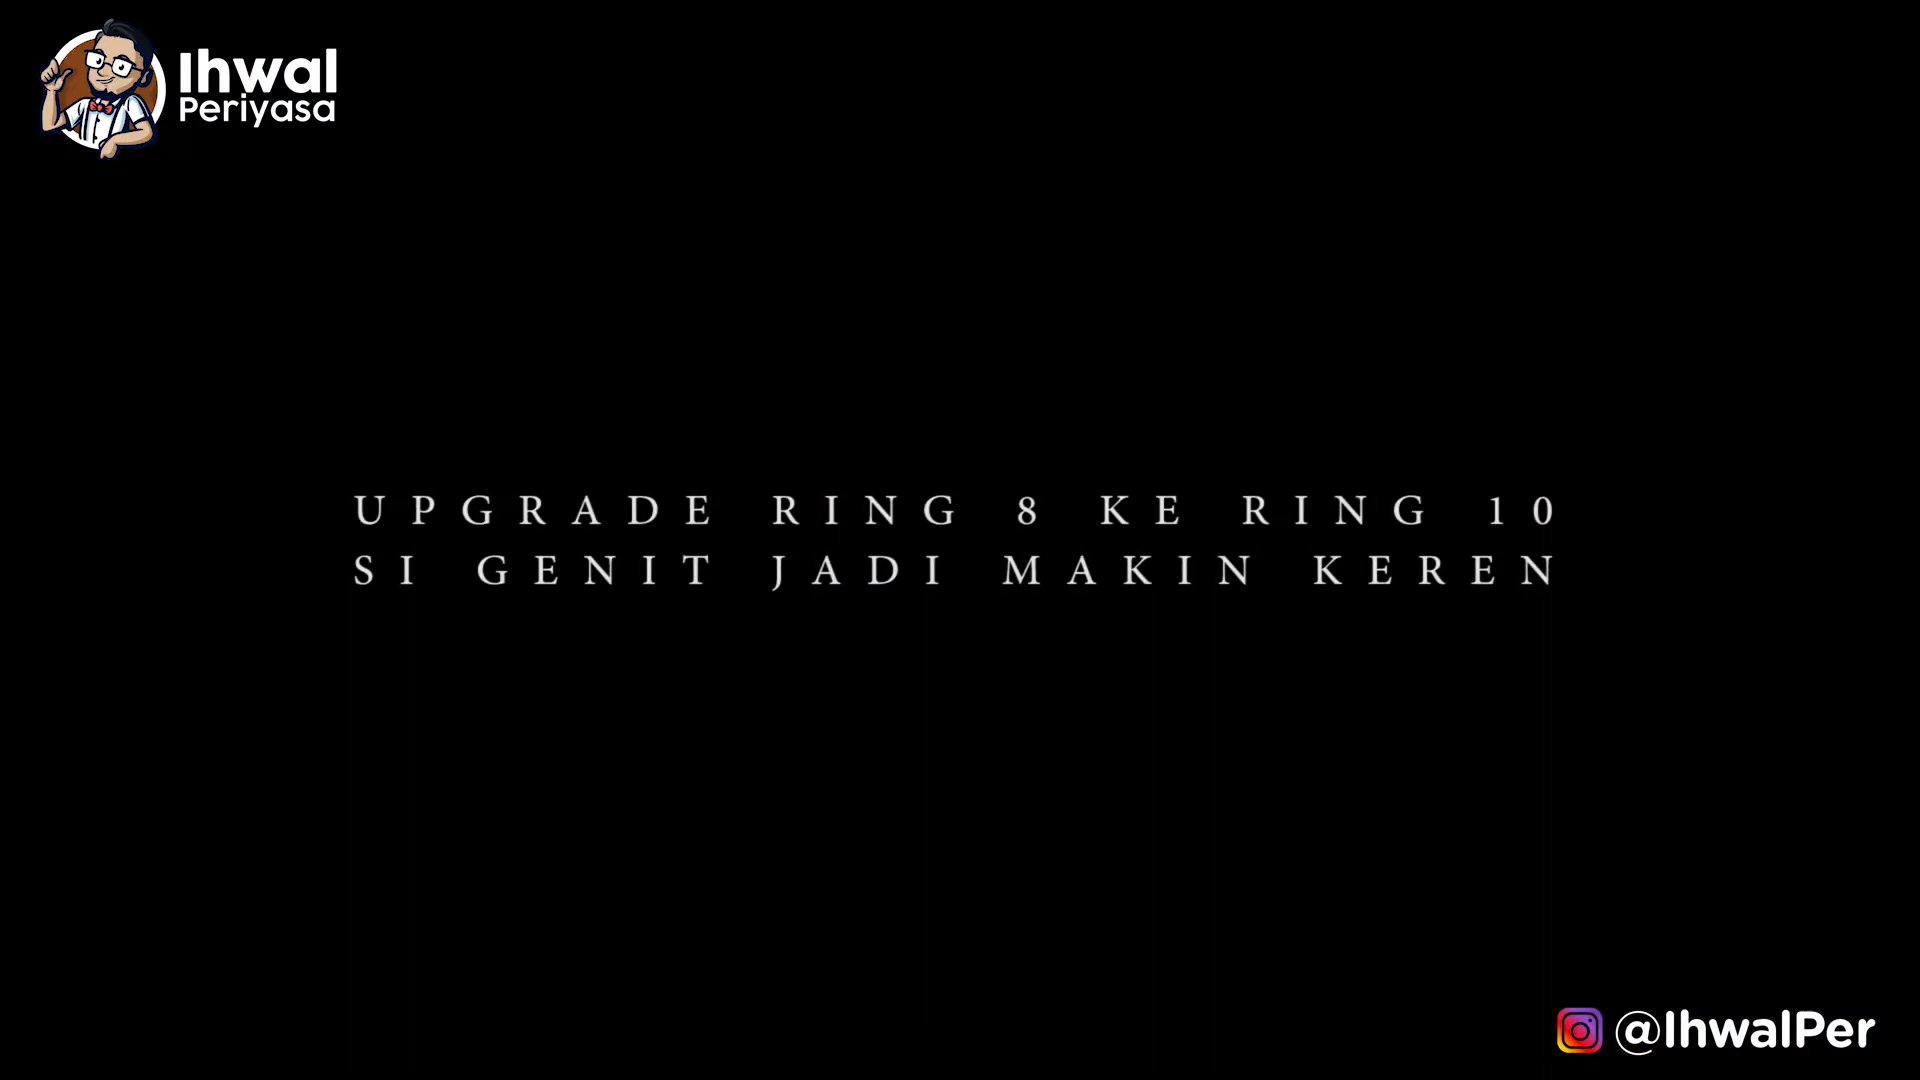 Ihwal
Periyasa
UPGRADE RING 8 KE RING 10
SI GENIT JADI MAKIN KEREN
@IhwalPer